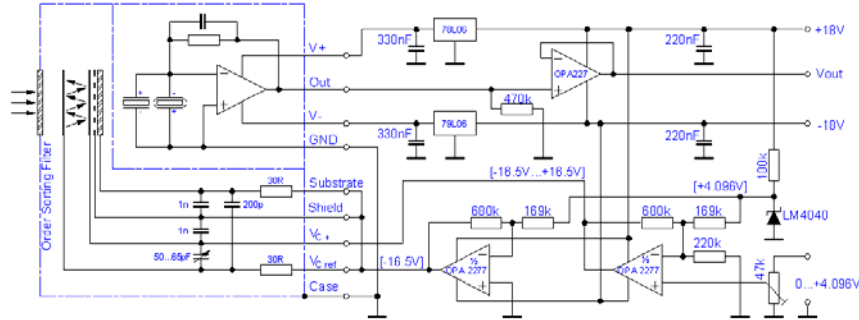 78L06
+18V
V+
330nF
220nF
Out
OPA227
Vout
470k
V-
79L06
-18V
330nF
220nF
GND
100k
Order Sorting Filter
[-16.5V...+16.5V]
[+4.096V]
30R
Substrate
1n
200p
Shield
600k
169k
600k
169k
LM4040
1n
VC+
220k
50...65pF
VC ref
[-16.5V]
½
OPA 2277
½
OPA 2277
47k
30R
0...+4.096V
Case